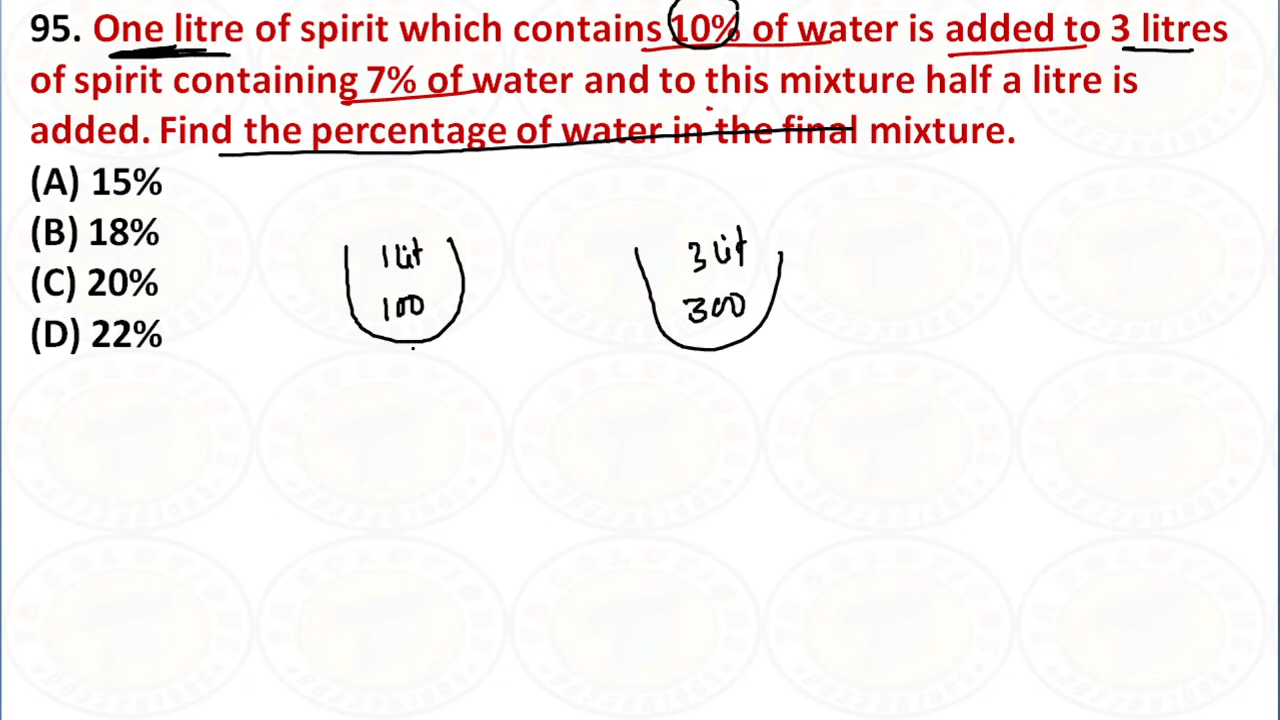 95. One litre of spirit which contains 10% of water is added to 3 litres
of spirit containing 7% of water and to this mixture half a litre is
added. Find the percentage of water in the final mixture.
(A) 15%
(B) 18%
(C) 20%
(D) 22%
1 lit
100
3 lit
300